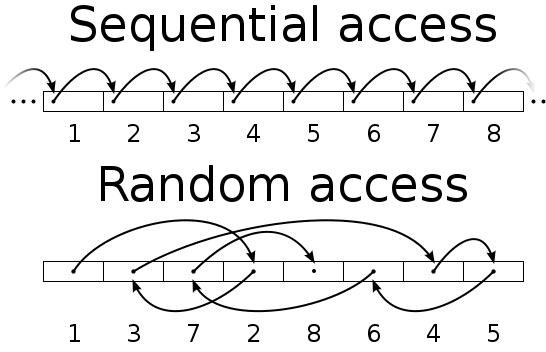 Sequential access
... ..
1 2 3 4 5 6 7 8
Random access
1 3 7 2 8 6 4 5